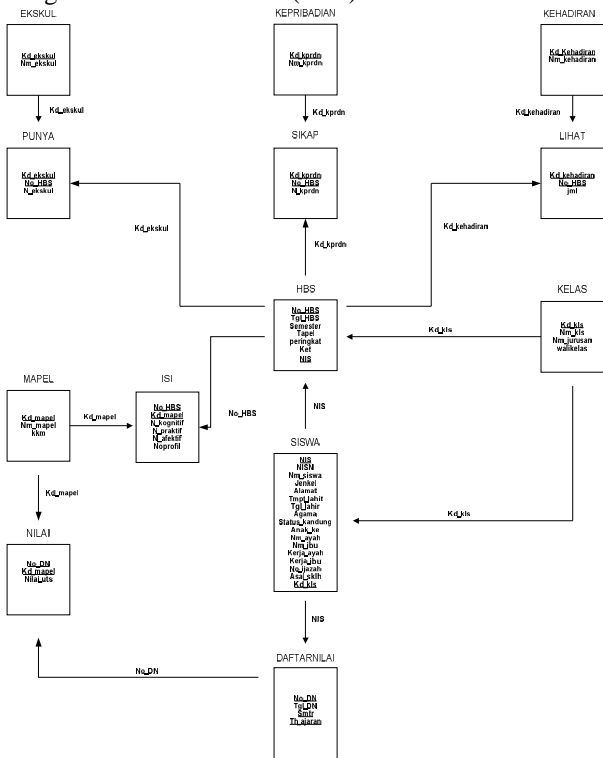 EKSKUL
Kd_ekskul
Nm_ekskul
Kd_ekskul
KEPRIBADIAN
Kd_kprdn
Nm_kprdn
Kd_kprdn
KEHADIRAN
Kd_Kehadiran
Nm_kehadiran
Kd_kehadiran
PUNYA
Kd_ekskul
No_HBS
N_ekskul
SIKAP
Kd_kprdn
No_HBS
N_kprdn
LIHAT
Kd_kehadiran
No_HBS
jml
Kd_ekskul
Kd_kprdn
Kd_kehadiran
HBS
No_HBS
Tgl_HBS
Semester
Tapel
peringkat
Ket
NIS
Kd_kls
KELAS
Kd_kls
Nm_kls
Nm_jurusan
walikelas
MAPEL
Kd_mapel
Nm_mapel
kkm
Kd_mapel
ISI
No_HBS
Kd_mapel
N_kognitif
N_praktif
N_afektif
Noprofil
No_HBS
NIS
SISWA
NIS
NISN
Nm_siswa
Jenkel
Alamat
Tmpt_lahit
Tgl_lahir
Agama
Status_kandung
Anak_ke
Nm_ayah
Nm_ibu
Kerja_ayah
Kerja_ibu
No_ijazah
Asal_sklh
Kd_kls
Kd_kls
Kd_mapel
NILAI
No_DN
Kd_mapel
Nilai_uts
NIS
No_DN
DAFTARNILAI
No_DN
Tgl_DN
Smtr
Th_ajaran